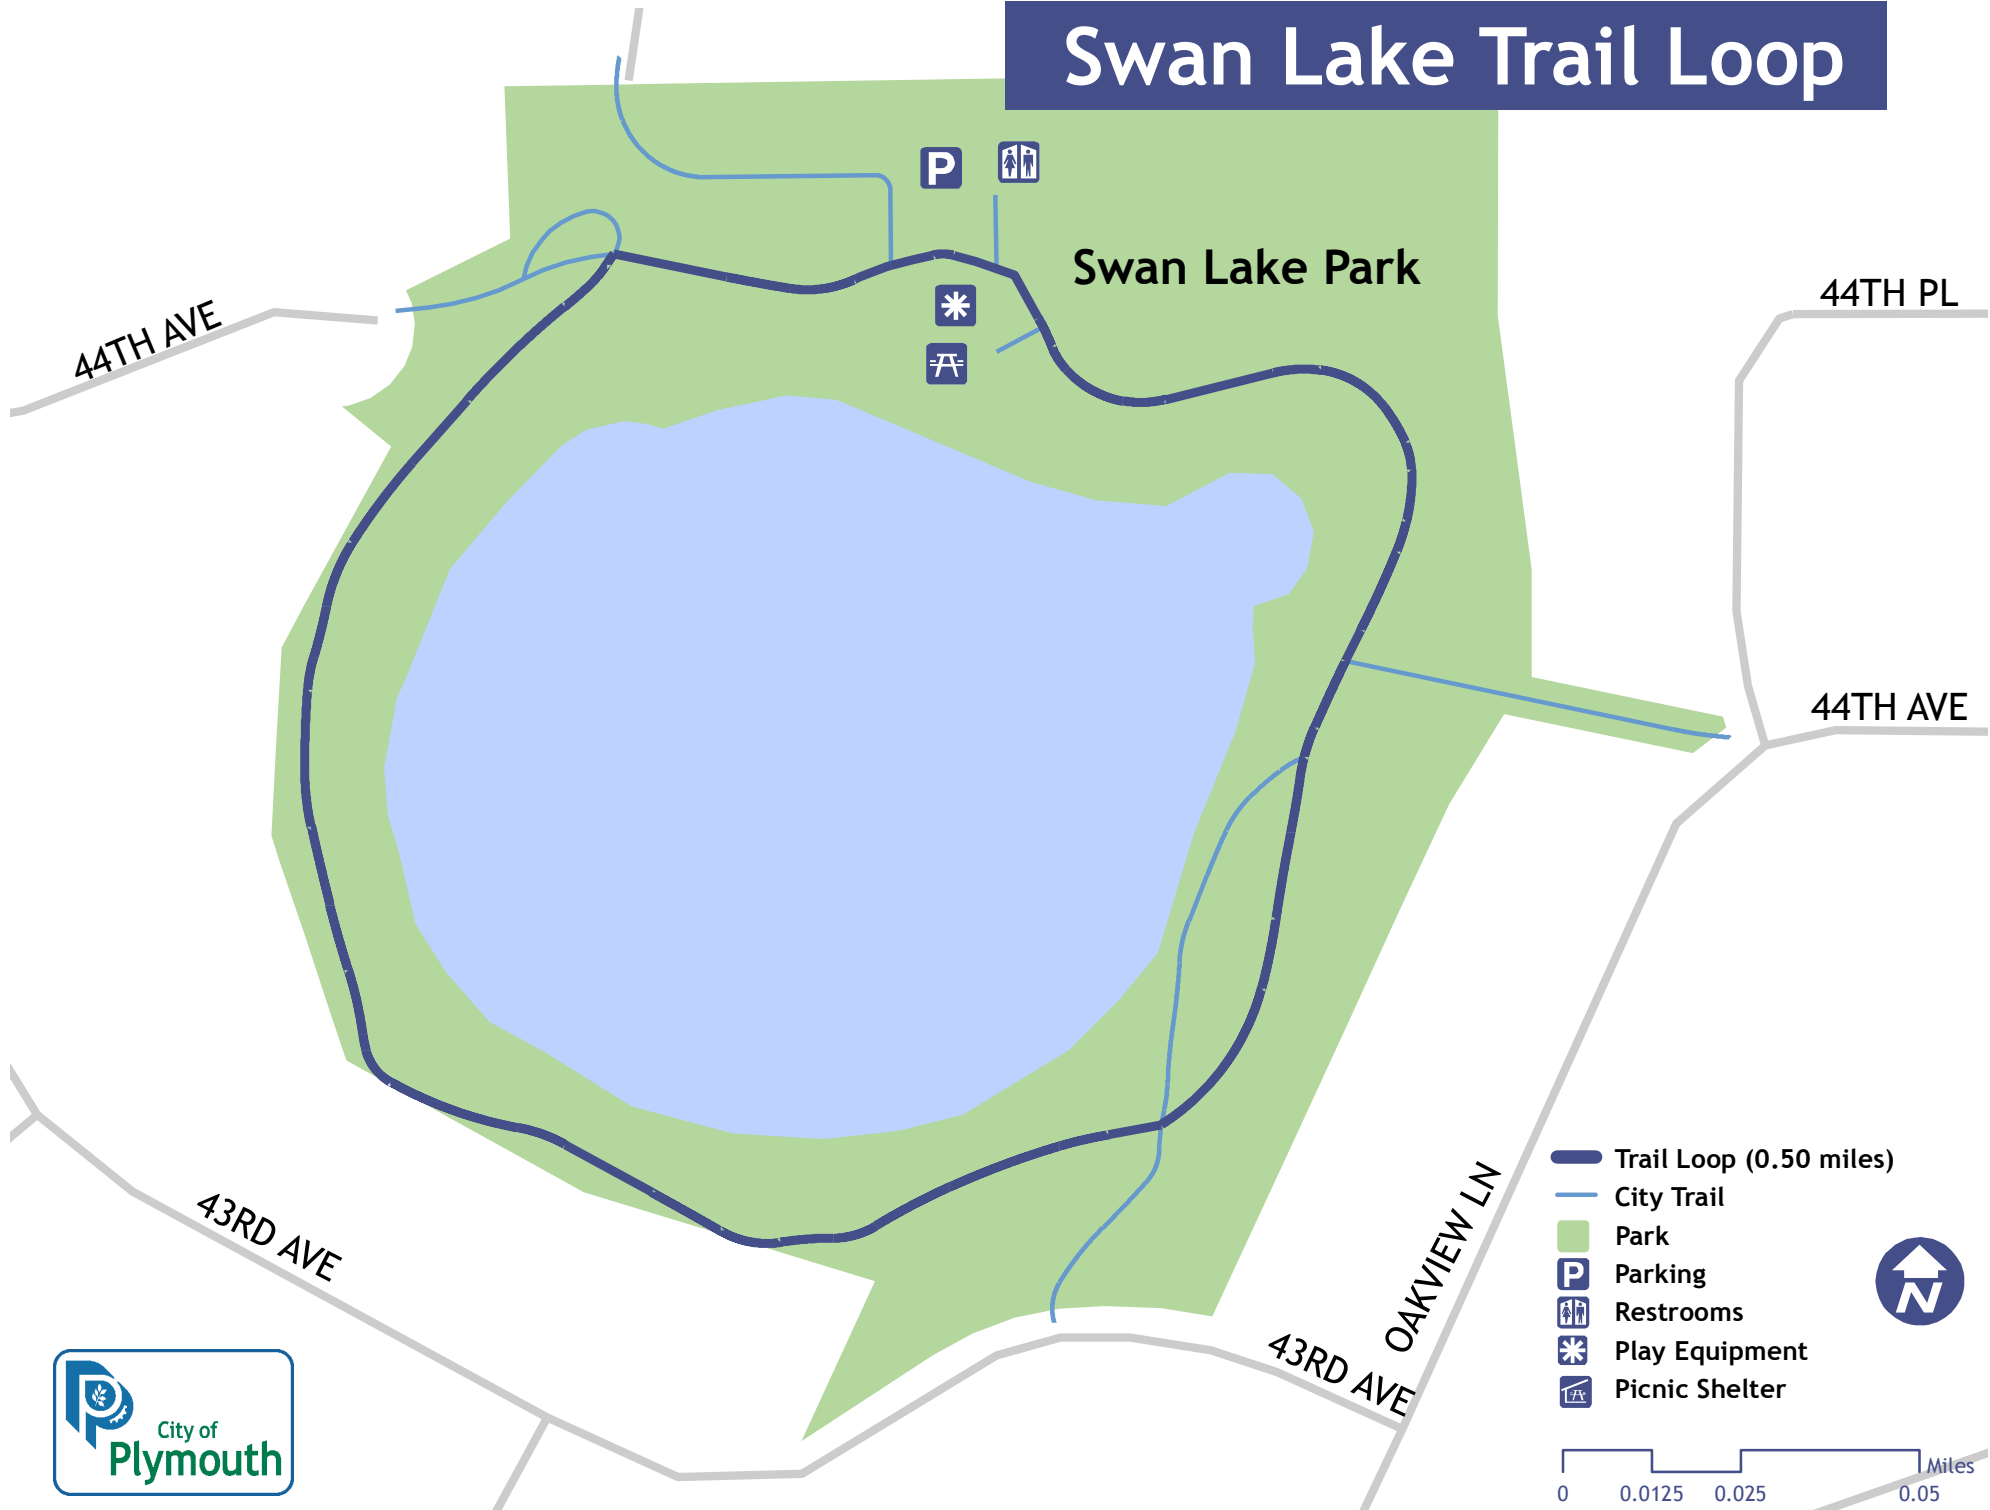 Swan Lake Trail Loop
P
Swan Lake Park
44TH AVE
44TH PL
44TH AVE
43RD AVE
OAKVIEW LN
43RD AVE
Trail Loop (0.50 miles)
City Trail
Park
P Parking
Restrooms
Play Equipment
Picnic Shelter
N
City of
Plymouth
Miles
0 0.0125 0.025 0.05